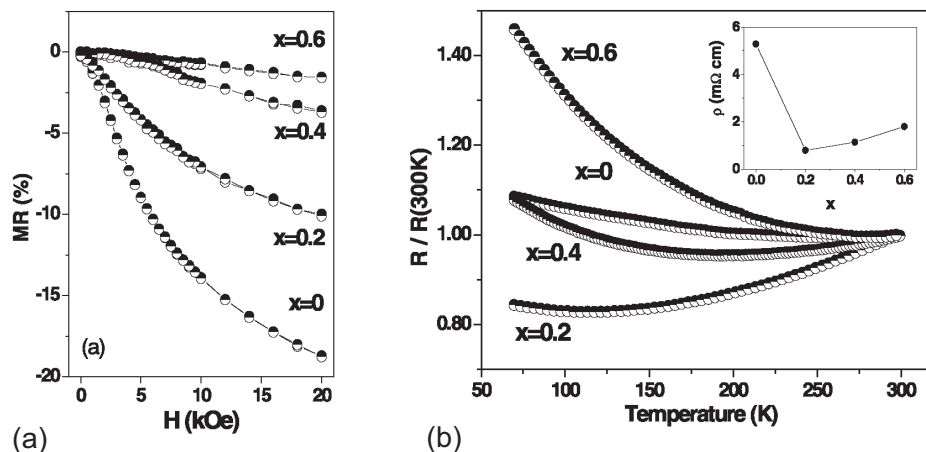 0
-5
-10
-15
-20
MR (%)
0 5 10 15 20
H (kOe)
x=0.6
x=0.4
x=0.2
x=0
(a)
(a)
1.40
1.20
1.00
0.80
R / R(300K)
50 100 150 200 250 300
Temperature (K)
x=0.6
x=0
x=0.4
x=0.2
6
4
2
0
ρ (mΩ cm)
0.0 0.2 0.4 0.6
x
(b)